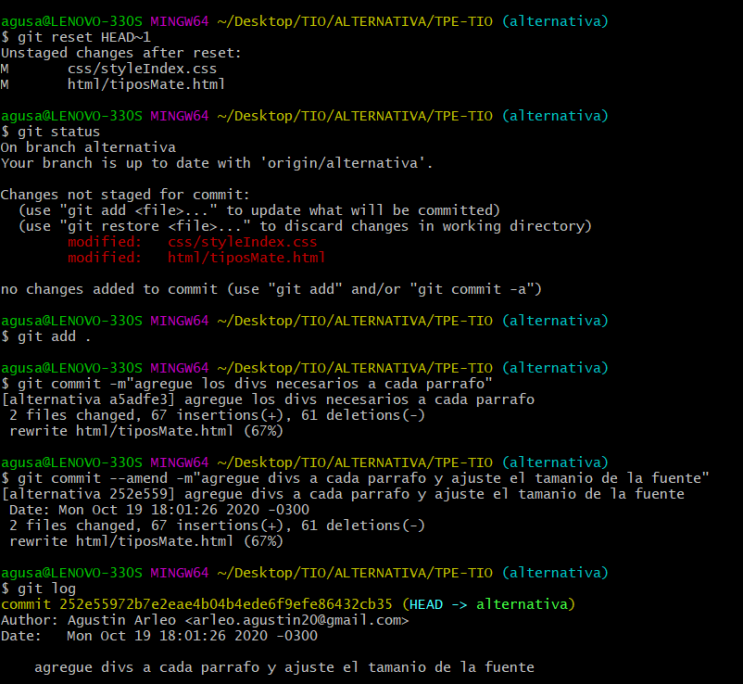 agusa@LENOVO-330S MINGW64 ~/Desktop/TIO/ALTERNATIVA/TPE-TIO (alternativa)
$ git reset HEAD~1
Unstaged changes after reset:
M       css/styleIndex.css
M       html/tiposMate.html

agusa@LENOVO-330S MINGW64 ~/Desktop/TIO/ALTERNATIVA/TPE-TIO (alternativa)
$ git status
On branch alternativa
Your branch is up to date with 'origin/alternativa'.

Changes not staged for commit:
  (use "git add <file>..." to update what will be committed)
  (use "git restore <file>..." to discard changes in working directory)
        modified:   css/styleIndex.css
        modified:   html/tiposMate.html

no changes added to commit (use "git add" and/or "git commit -a")

agusa@LENOVO-330S MINGW64 ~/Desktop/TIO/ALTERNATIVA/TPE-TIO (alternativa)
$ git add .

agusa@LENOVO-330S MINGW64 ~/Desktop/TIO/ALTERNATIVA/TPE-TIO (alternativa)
$ git commit -m"agregue los divs necesarios a cada parrafo"
[alternativa a5adfe3] agregue los divs necesarios a cada parrafo
 2 files changed, 67 insertions(+), 61 deletions(-)
 rewrite html/tiposMate.html (67%)

agusa@LENOVO-330S MINGW64 ~/Desktop/TIO/ALTERNATIVA/TPE-TIO (alternativa)
$ git commit --amend -m"agregue divs a cada parrafo y ajuste el tamanio de la fuente"
[alternativa 252e559] agregue divs a cada parrafo y ajuste el tamanio de la fuente
 Date: Mon Oct 19 18:01:26 2020 -0300
 2 files changed, 67 insertions(+), 61 deletions(-)
 rewrite html/tiposMate.html (67%)

agusa@LENOVO-330S MINGW64 ~/Desktop/TIO/ALTERNATIVA/TPE-TIO (alternativa)
$ git log
commit 252e55972b7e2eae4b04b4ede6f9efe86432cb35 (HEAD -> alternativa)
Author: Agustin Arleo <arleo.agustin20@gmail.com>
Date:   Mon Oct 19 18:01:26 2020 -0300

    agregue divs a cada parrafo y ajuste el tamanio de la fuente